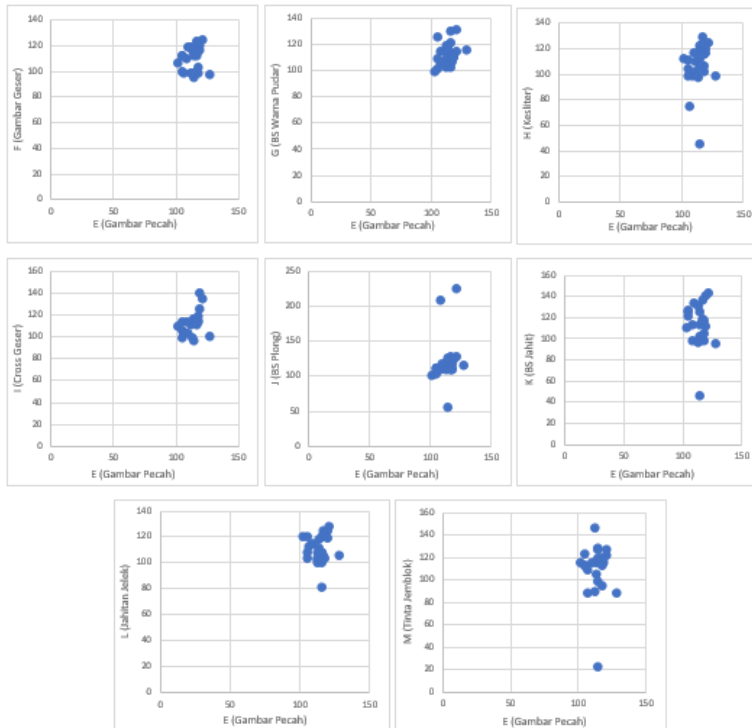 F (Gambar Geser)
140
120
100
80
60
40
20
0
0 50 100 150
E (Gambar Pecah)
G (BS Warna Pudar)
140
120
100
80
60
40
20
0
0 50 100 150
E (Gambar Pecah)
H (Kesliter)
140
120
100
80
60
40
20
0
0 50 100 150
E (Gambar Pecah)
I (Cross Geser)
160
140
120
100
80
60
40
20
0
0 50 100 150
E (Gambar Pecah)
J (BS Plong)
250
200
150
100
50
0
0 50 100 150
E (Gambar Pecah)
K (BS Jahit)
160
140
120
100
80
60
40
20
0
0 50 100 150
E (Gambar Pecah)
L (Jahitan Jelek)
140
120
100
80
60
40
20
0
0 50 100 150
E (Gambar Pecah)
M (Tinta Jemblok)
160
140
120
100
80
60
40
20
0
0 50 100 150
E (Gambar Pecah)